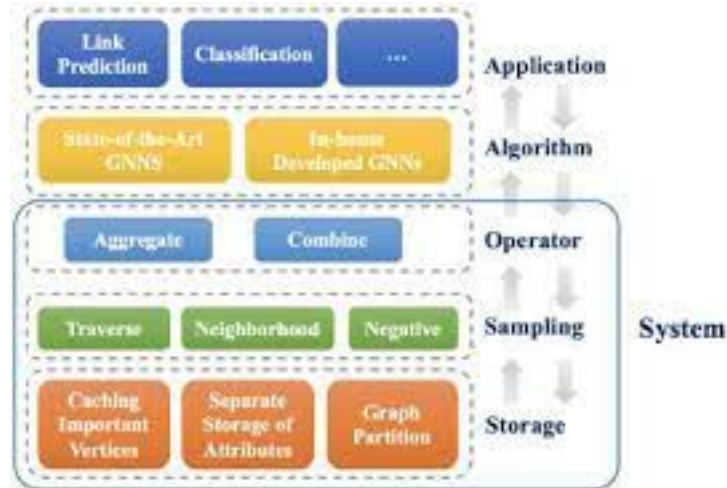 Link
Prediction
Classification
...
Application
State-of-the-Art
GNNS
In-house
Developed GNNs
Algorithm
Aggregate
Combine
Operator
Traverse
Neighborhood
Negative
Sampling
System
Caching
Important
Vertices
Separate
Storage of
Attributes
Graph
Partition
Storage